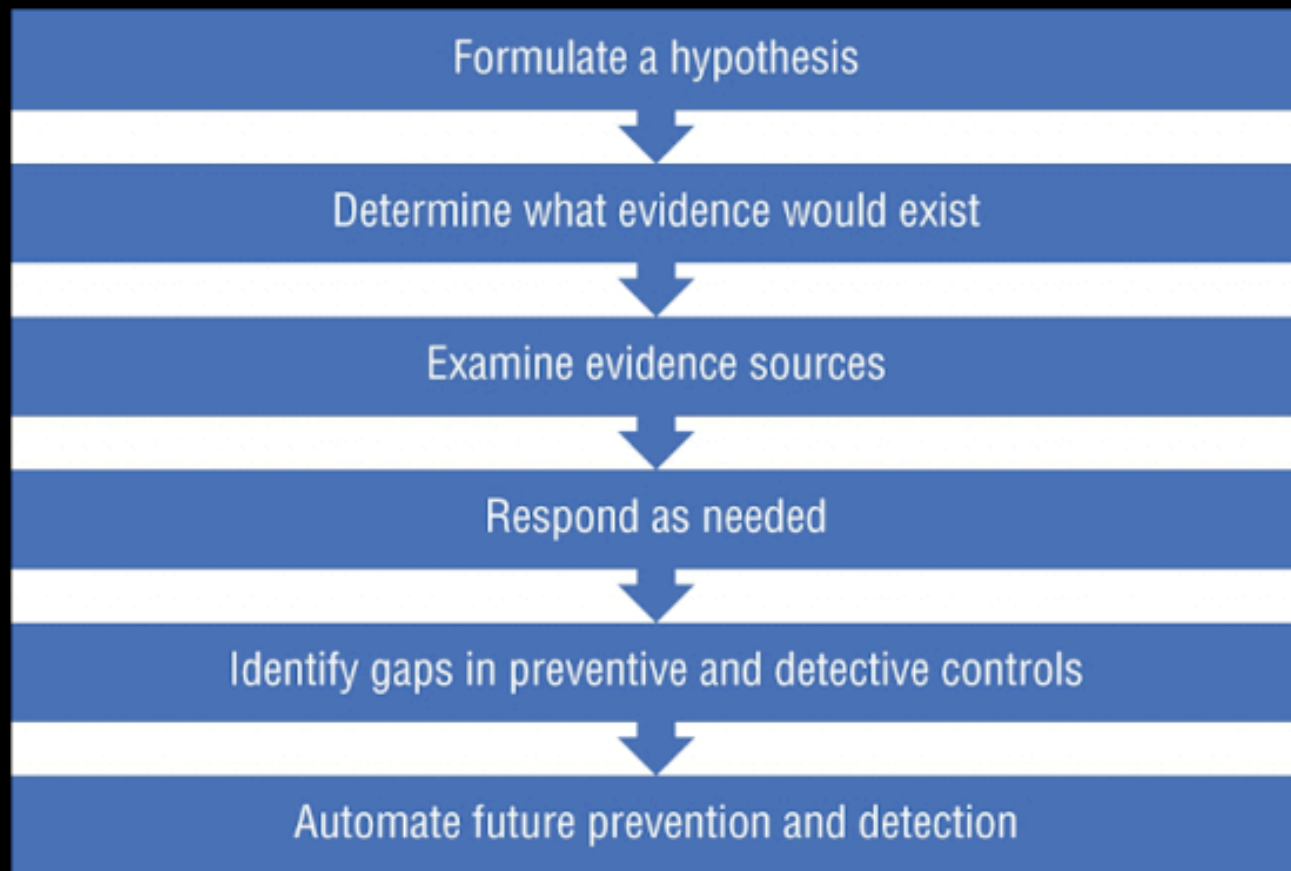 Formulate a hypothesis
Determine what evidence would exist
Examine evidence sources
Respond as needed
Identify gaps in preventive and detective controls
Automate future prevention and detection